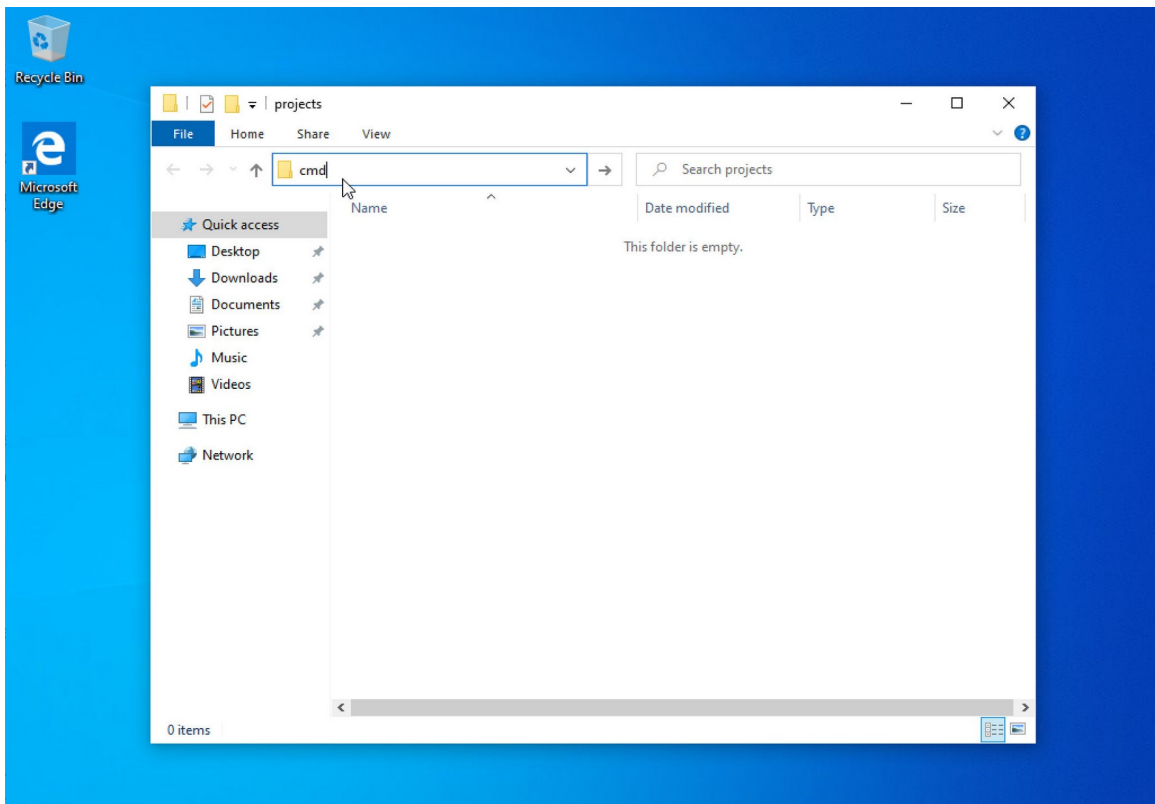 Recycle Bin
Microsoft
Edge
projects
File Home Share View
cmd
Search projects
Name Date modified Type Size
This folder is empty.
Quick access
Desktop
Downloads
Documents
Pictures
Music
Videos
This PC
Network
0 items